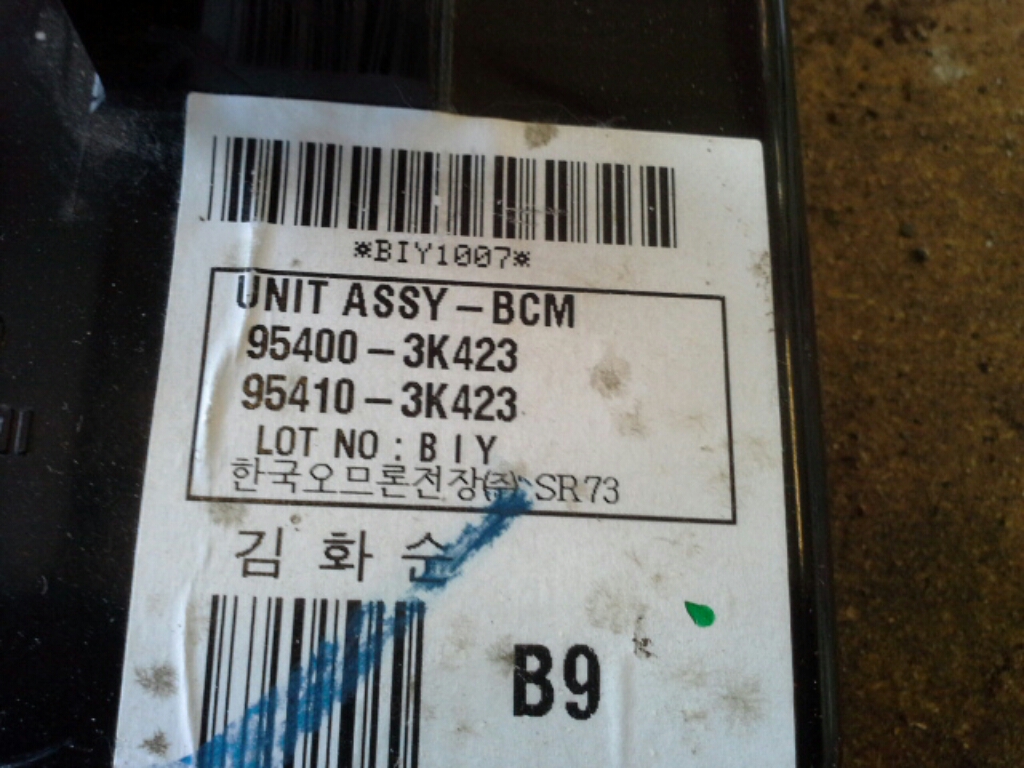 *BIY1007*
UNIT ASSY-BCM
95400-3K423
95410-3K423
LOT NO : BIY
한국오므론전장㈜ SR73
김 화 순
B9